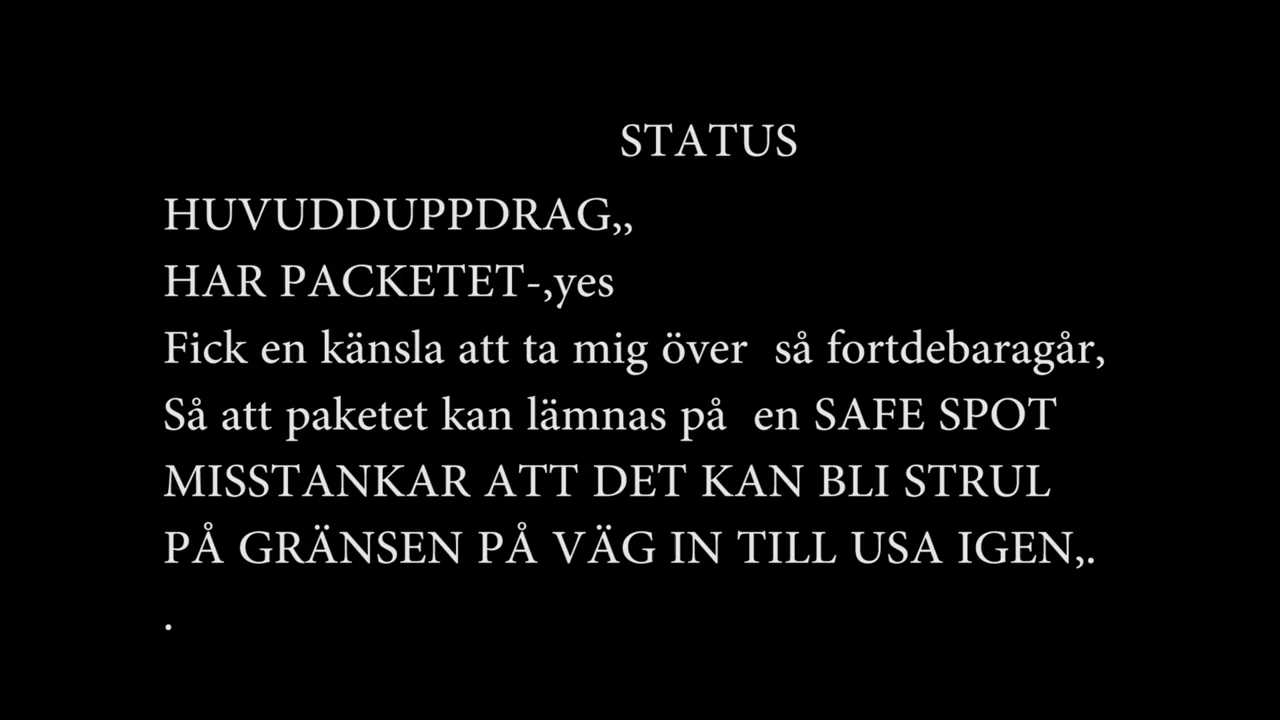 STATUS
HUVUDDUPPDRAG,,
HAR PACKETET-,yes
Fick en känsla att ta mig över  så fortdebaragår,
Så att paketet kan lämnas på  en SAFE SPOT
MISSTANKAR ATT DET KAN BLI STRUL
PÅ GRÄNSEN PÅ VÄG IN TILL USA IGEN,.
.